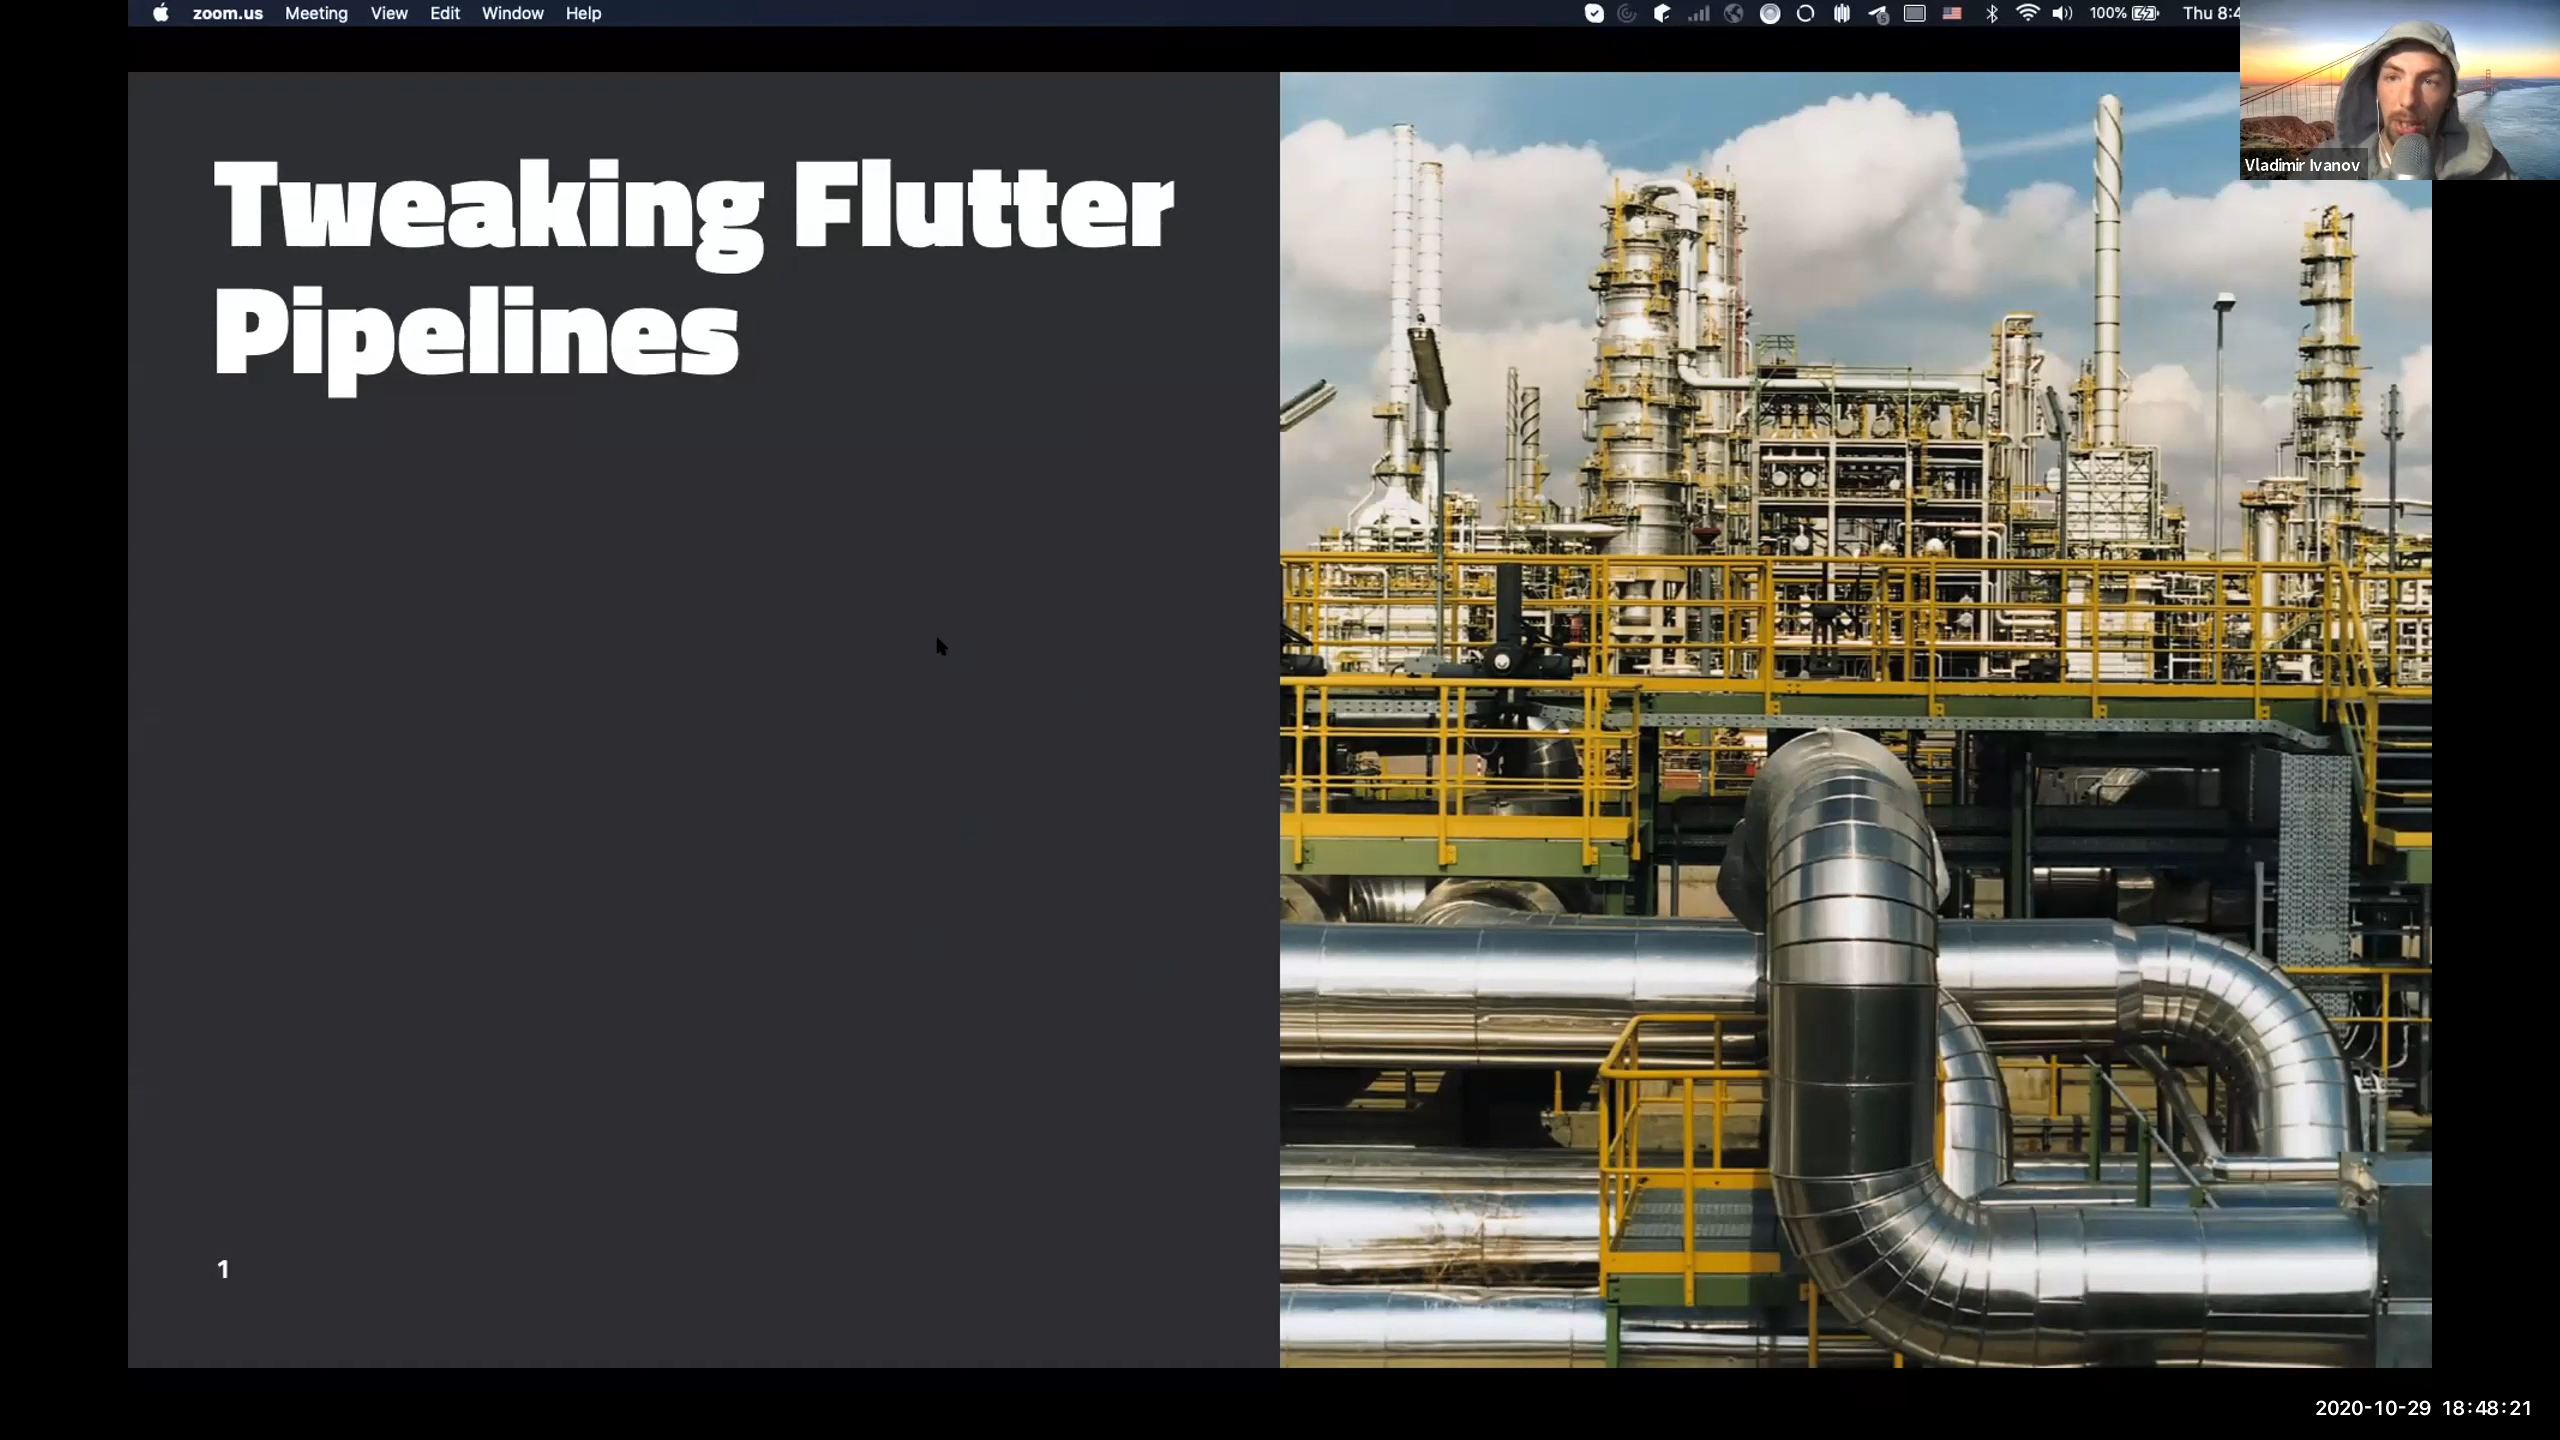 zoom.us Meeting View Edit Window Help
100% Thu 8:4
Vladimir Ivanov
Tweaking Flutter
Pipelines
1
2020-10-29 18:48:21